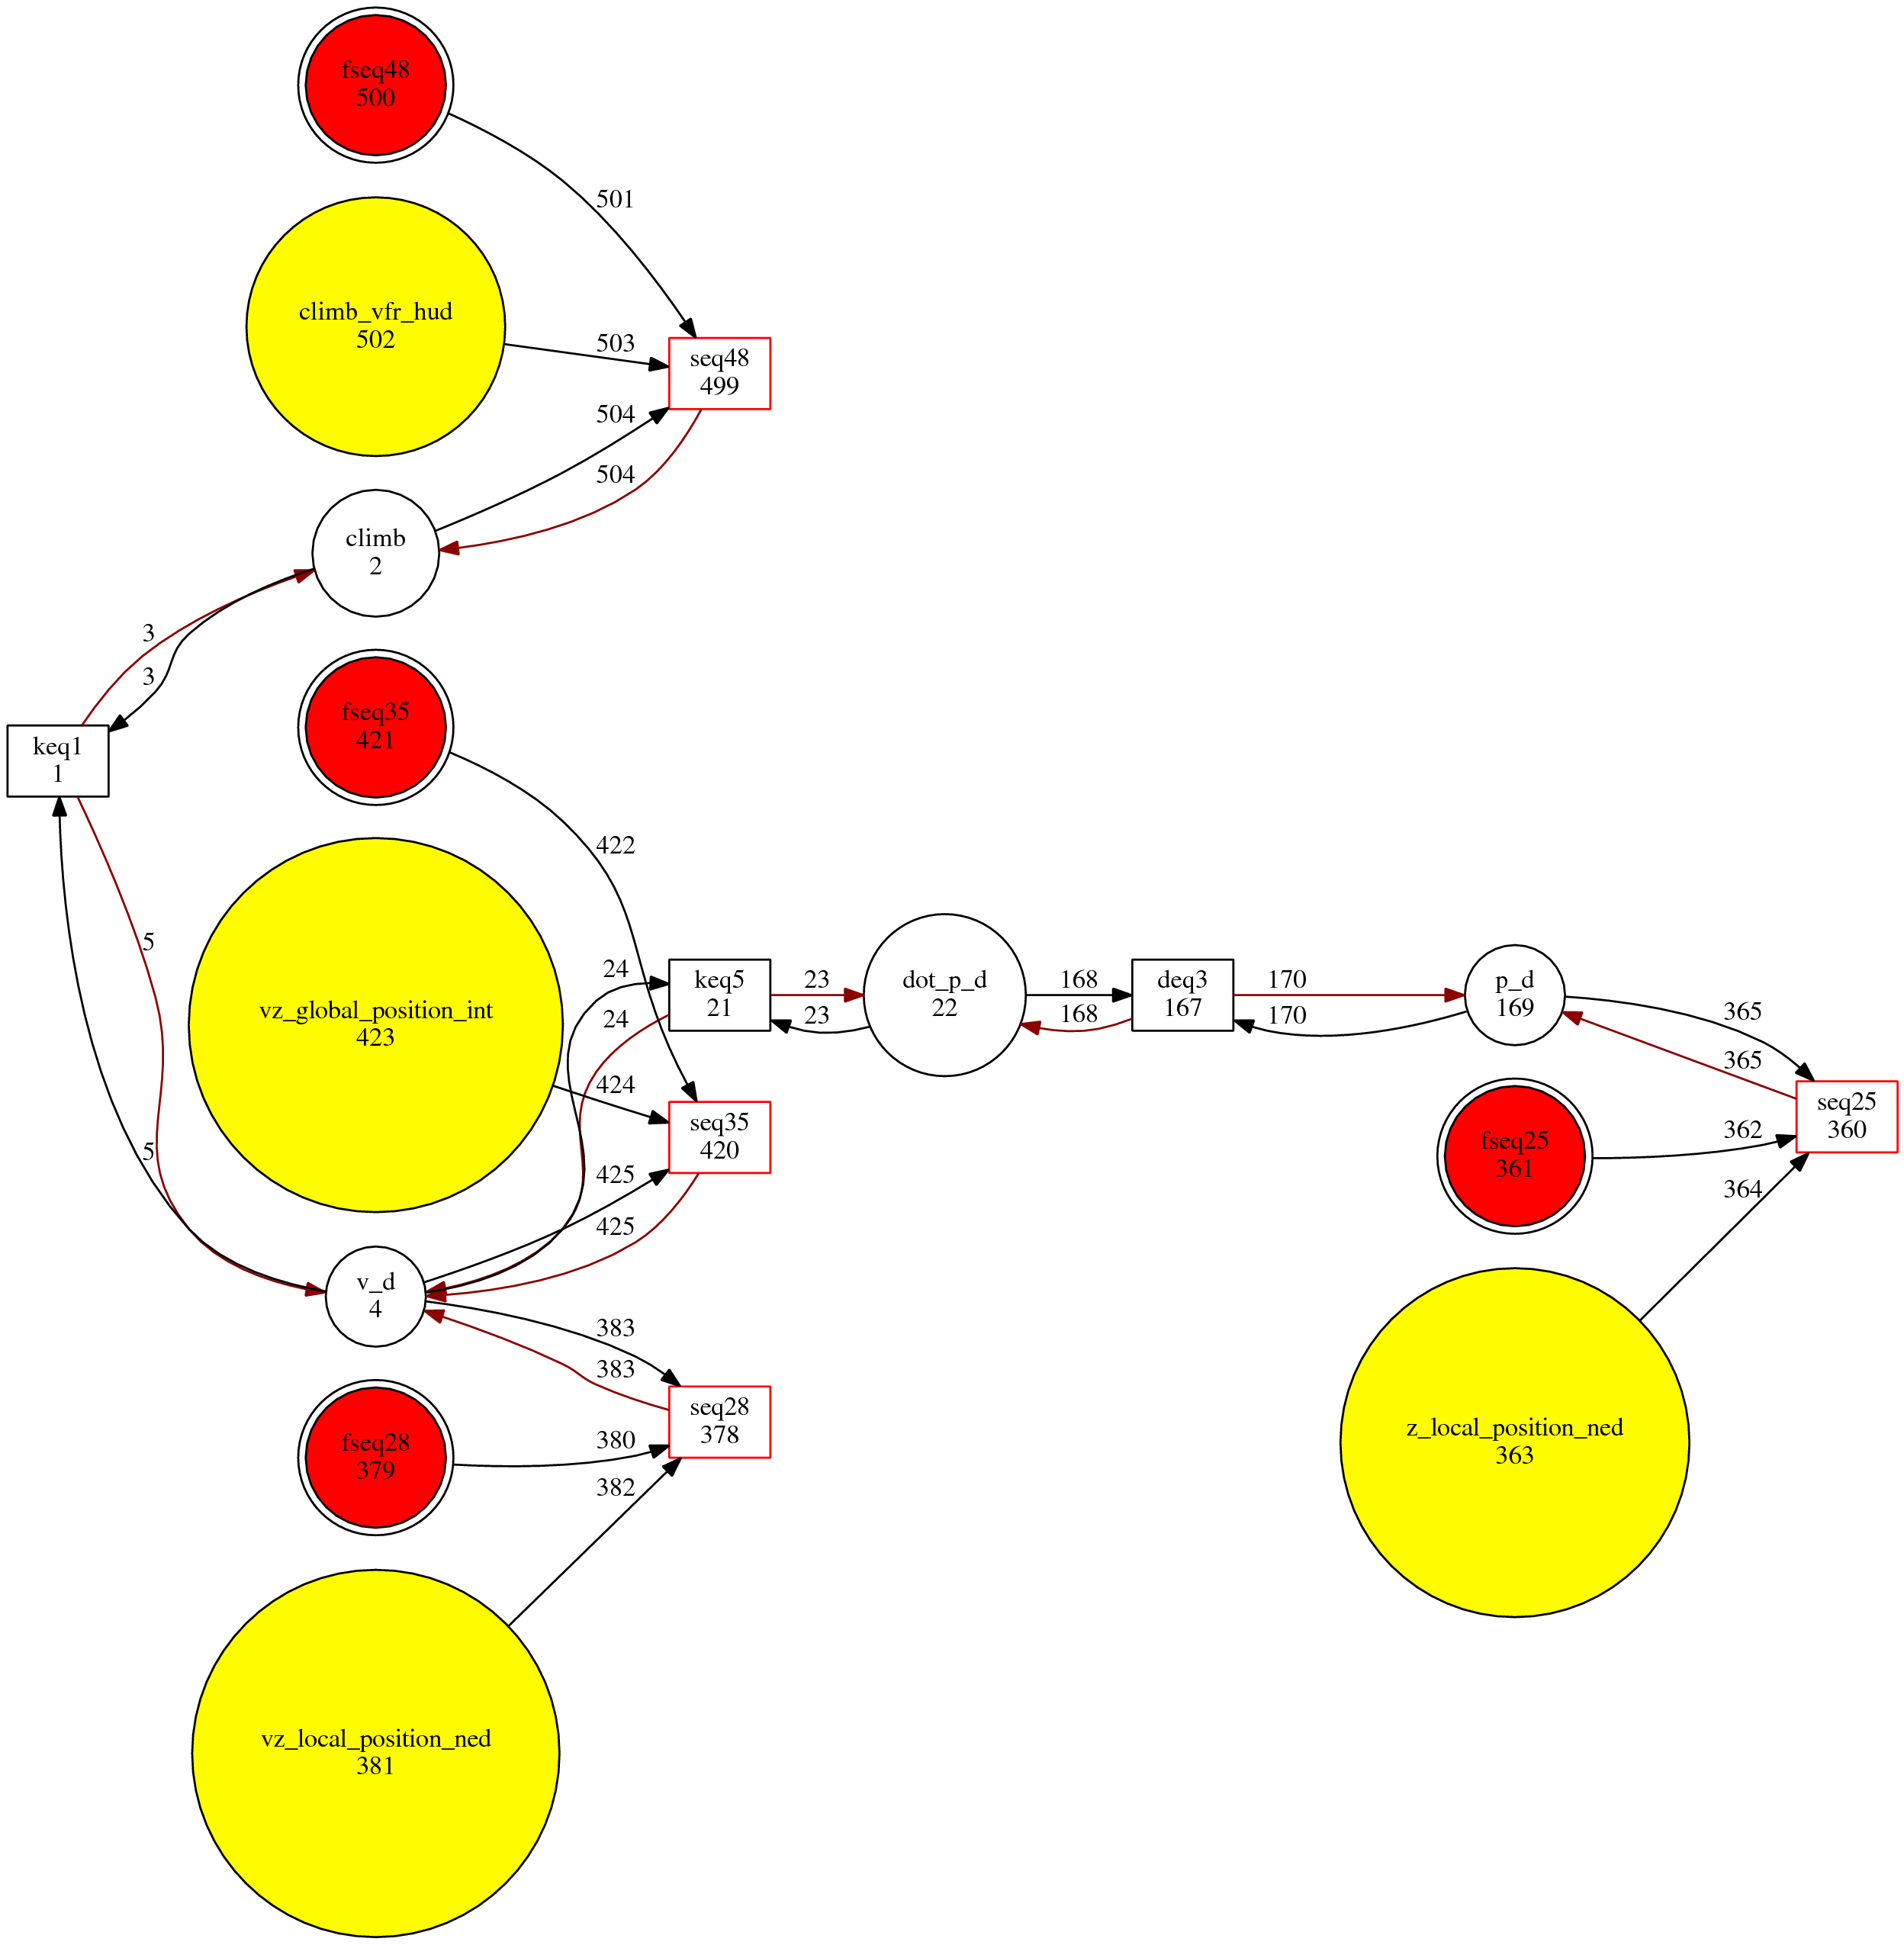 fseq48
500
501
climb_vfr_hud
502
503
seq48
499
504
504
climb
2
3
3
keq1
1
fseq35
421
422
vz_global_position_int
423
424
5
5
24
24
keq5
21
23
23
dot_p_d
22
168
168
deq3
167
170
170
p_d
169
365
365
seq25
360
fseq25
361
362
364
z_local_position_ned
363
seq35
420
425
425
v_d
4
383
383
seq28
378
fseq28
379
380
382
vz_local_position_ned
381